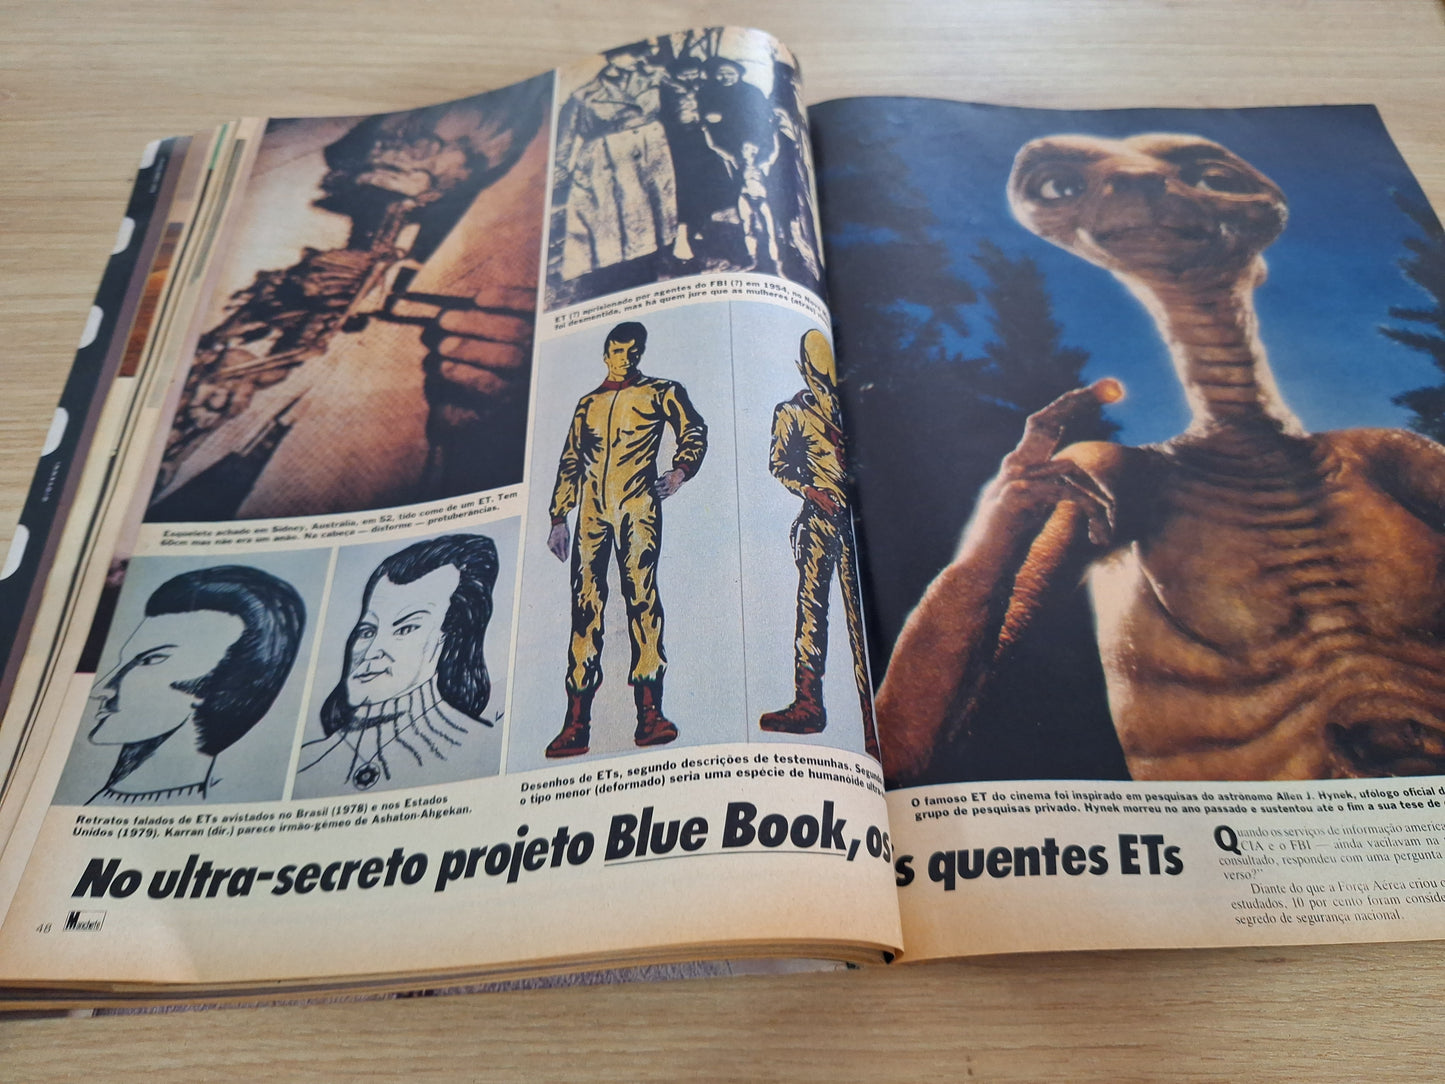 Esqueleto achado em Sidney, Austrália, em 52, tido como de um ET. Tem
60cm mas não era um anão. Na cabeça — disforme — protuberâncias.
ET (?) aprisionado por agentes do FBI (?) em 1954, no Novo
foi desmentida, mas há quem jure que as mulheres (atrás)
Retratos falados de ETs avistados no Brasil (1978) e nos Estados
Unidos (1979). Karran (dir.) parece irmão-gêmeo de Ashaton-Ahgekan.
Desenhos de ETs, segundo descrições de testemunhas.
o tipo menor (deformado) seria uma espécie de humanóide
O famoso ET do cinema foi inspirado em pesquisas do astrônomo Allen J. Hynek, ufólogo oficial
grupo de pesquisas privado. Hynek morreu no ano passado e sustentou até o fim a sua tese de
No ultra-secreto projeto Blue Book, os
s quentes ETs
Quando os serviços de informação
CIA e o FBI — ainda vacilavam na
consultado, respondeu com uma pergunta
verso?"
Diante do que a Força Aérea criou
estudados, 10 por cento foram
segredo de segurança nacional.
48 Manchete